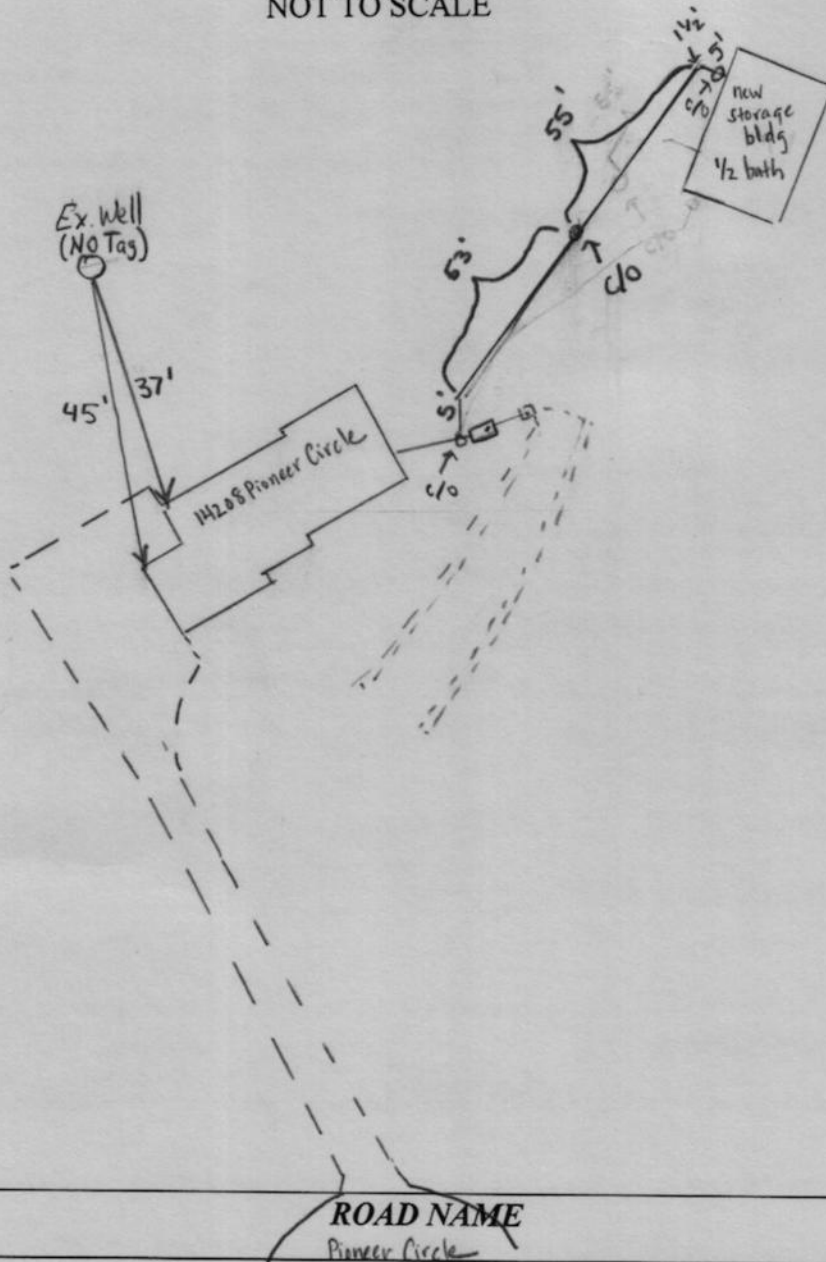 NOT TO SCALE
1½'
5'
c/o
new
storage
bldg
½ bath
55'
Ex. Well
(NO Tag)
63'
c/o
c/o
37'
45'
5'
14208 Pioneer Circle
c/o
ROAD NAME
Pioneer Circle